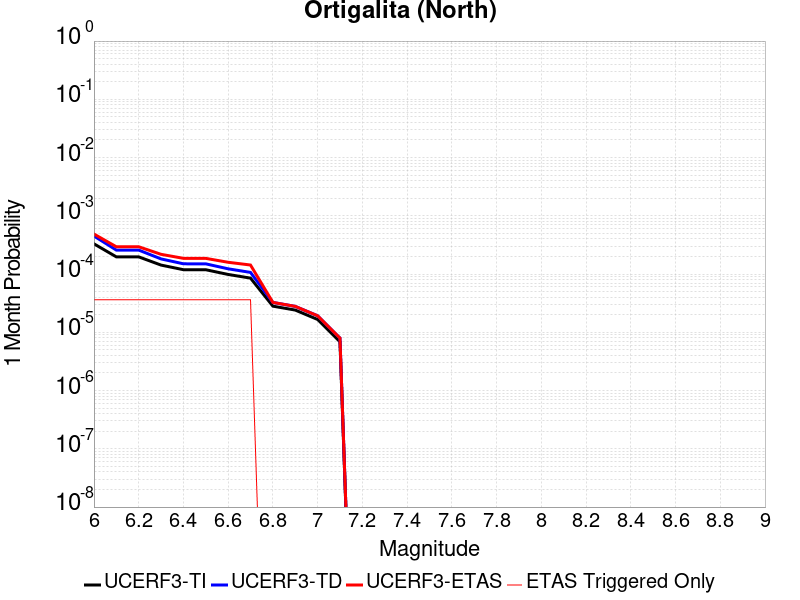 Ortigalita (North)
1 Month Probability
10^0
10^-1
10^-2
10^-3
10^-4
10^-5
10^-6
10^-7
10^-8
6 6.2 6.4 6.6 6.8 7 7.2 7.4 7.6 7.8 8 8.2 8.4 8.6 8.8 9
Magnitude
UCERF3-TI UCERF3-TD UCERF3-ETAS ETAS Triggered Only